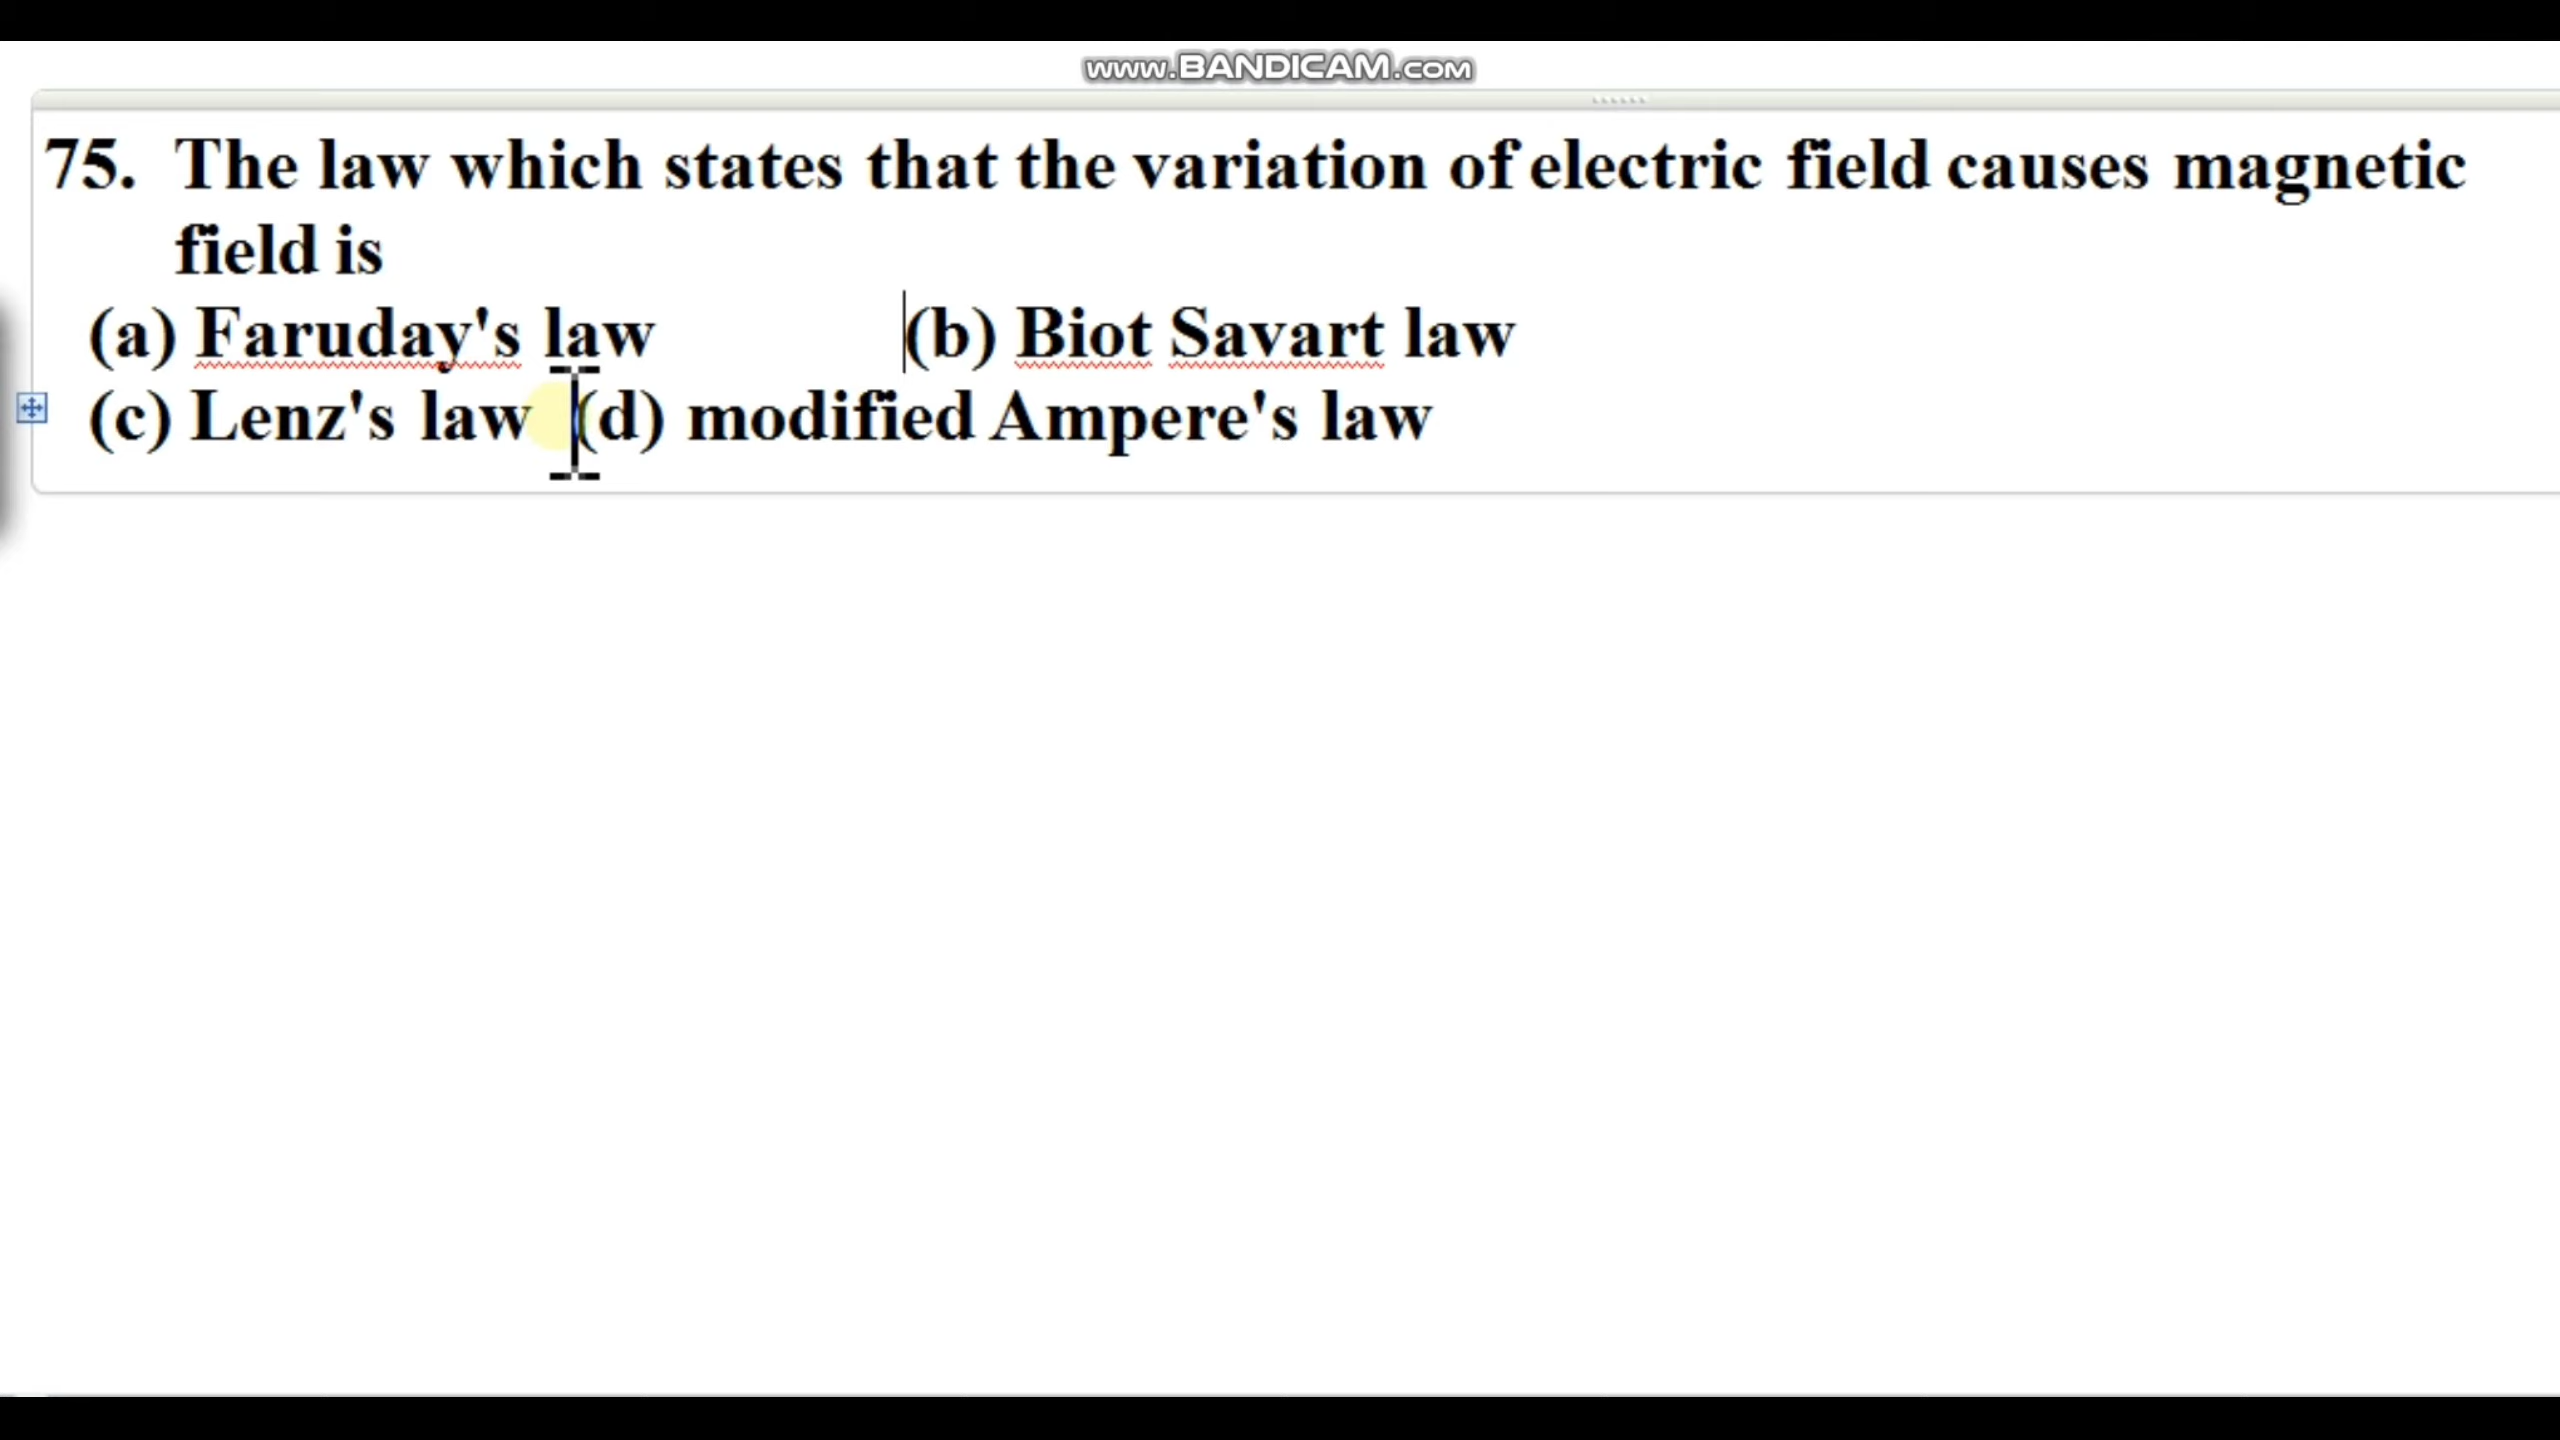 www.BANDICAM.com
75. The law which states that the variation of electric field causes magnetic
field is
(a) Faruday's law (b) Biot Savart law
(c) Lenz's law (d) modified Ampere's law